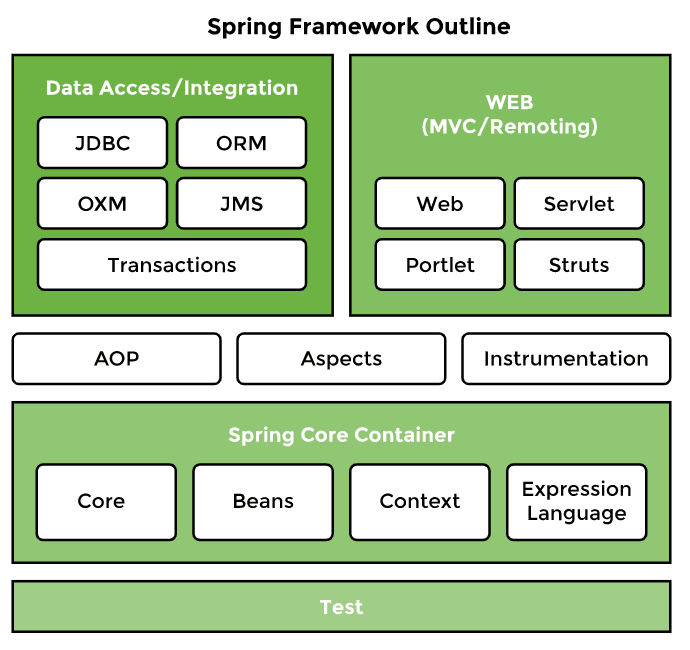 Spring Framework Outline
Data Access/Integration
JDBC
ORM
OXM
JMS
Transactions
WEB
(MVC/Remoting)
Web
Servlet
Portlet
Struts
AOP
Aspects
Instrumentation
Spring Core Container
Core
Beans
Context
Expression
Language
Test